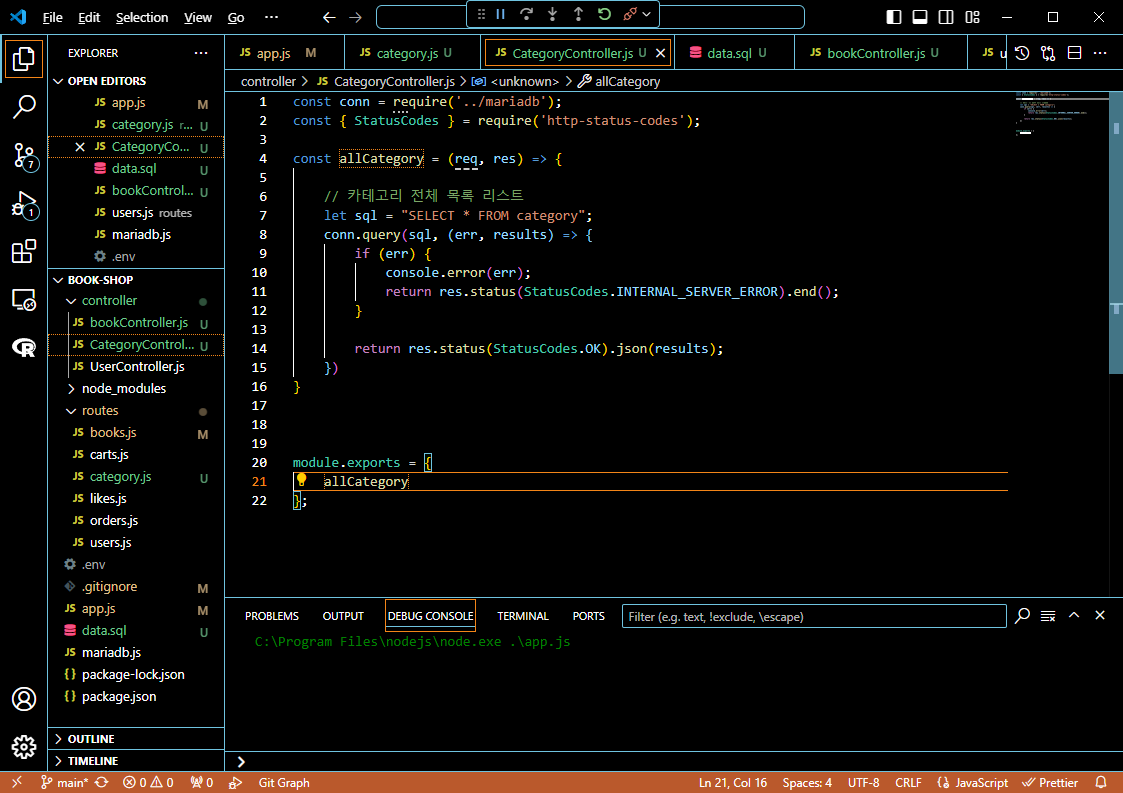 File Edit Selection View Go ···
EXPLORER ···
OPEN EDITORS
JS app.js M
JS category.js r... U
JS CategoryCo... U
data.sql U
JS bookControl... U
JS users.js routes
JS mariadb.js
.env
BOOK-SHOP
controller
JS bookController.js U
JS CategoryControl... U
JS UserController.js
node_modules
routes
JS books.js M
JS carts.js
JS category.js U
JS likes.js
JS orders.js
JS users.js
.env
.gitignore M
JS app.js M
data.sql U
JS mariadb.js
{} package-lock.json
{} package.json
OUTLINE
TIMELINE
7
1
JS app.js M JS category.js U JS CategoryController.js U data.sql U JS bookController.js U JS u
controller > JS CategoryController.js > <unknown> > allCategory
1 const conn = require('../mariadb');
2 const { StatusCodes } = require('http-status-codes');
3
4 const allCategory = (req, res) => {
5
6 // 카테고리 전체 목록 리스트
7 let sql = "SELECT * FROM category";
8 conn.query(sql, (err, results) => {
9 if (err) {
10 console.error(err);
11 return res.status(StatusCodes.INTERNAL_SERVER_ERROR).end();
12 }
13
14 return res.status(StatusCodes.OK).json(results);
15 })
16 }
17
18
19
20 module.exports = {
21 allCategory
22 };
PROBLEMS OUTPUT DEBUG CONSOLE TERMINAL PORTS Filter (e.g. text, !exclude, \escape)
C:\Program Files\nodejs\node.exe .\app.js
main* 0 0 0 Git Graph Ln 21, Col 16 Spaces: 4 UTF-8 CRLF {} JavaScript Prettier